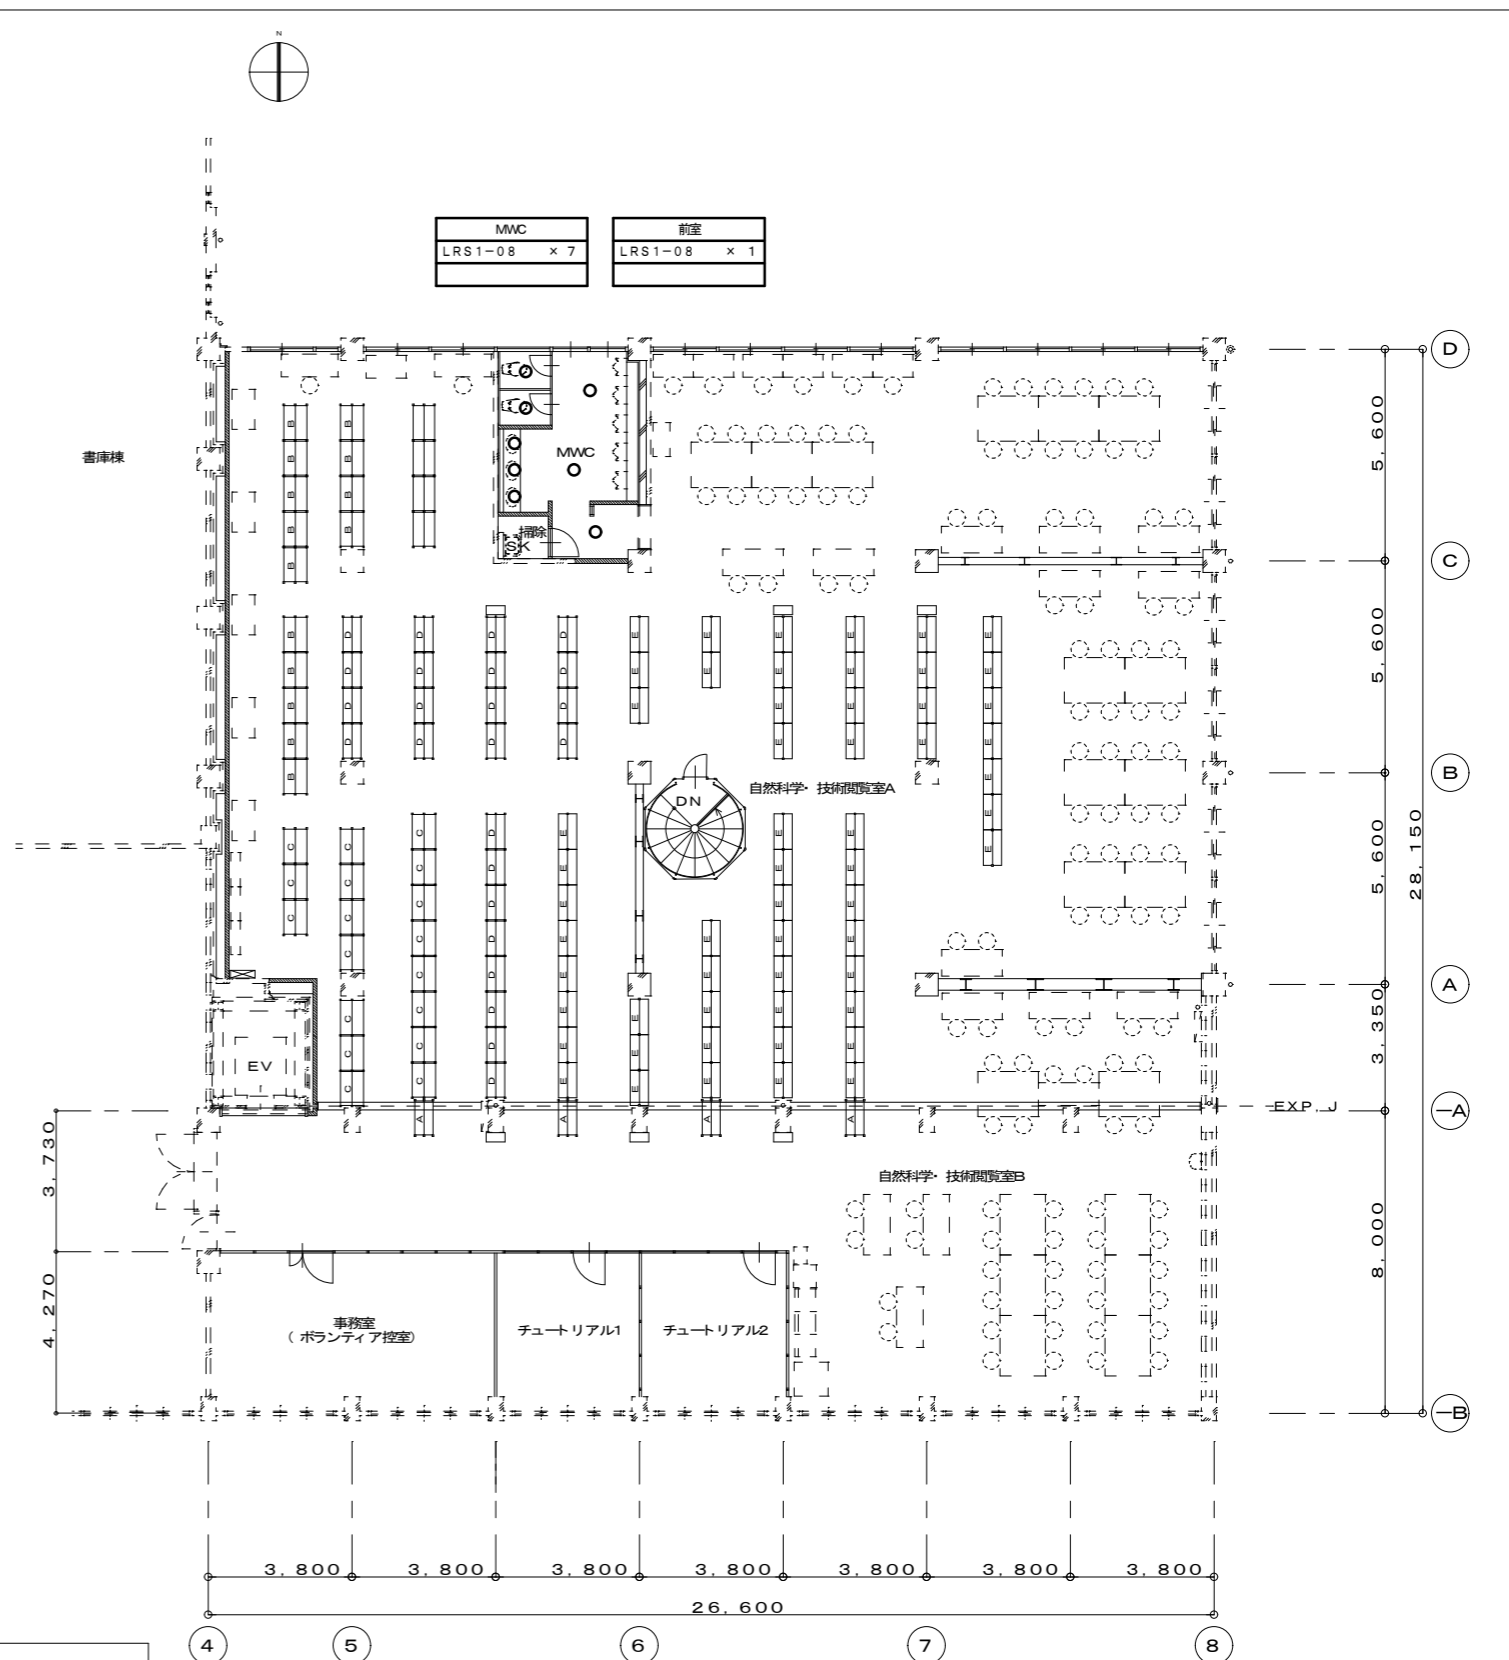 N
MWC
LRS1-08 × 7
前室
LRS1-08 × 1
書庫棟
MWC
掃除
SK
B B B B B
B B B B
B B B B B
D D D D
D D D D
D D D D
D D D D
E E E
E E
E E E E
E E E E
E E E E
E E E E E E E
DN
自然科学・技術閲覧室A
C C C
C C C C
C C C
C C C C C C C C
D D D D D D D D
E E E E E E E E
E E E
E E E E E
E E E E E E E E
E E E E E E E E
A
A
A
EV
EXP.J
自然科学・技術閲覧室B
事務室
(ボランティア控室)
チュートリアル1
チュートリアル2
D
C
B
A
-A
-B
5,600
5,600
5,600
3,350
8,000
28,150
3,730
4,270
3,800 3,800 3,800 3,800 3,800 3,800 3,800
26,600
4 5 6 7 8